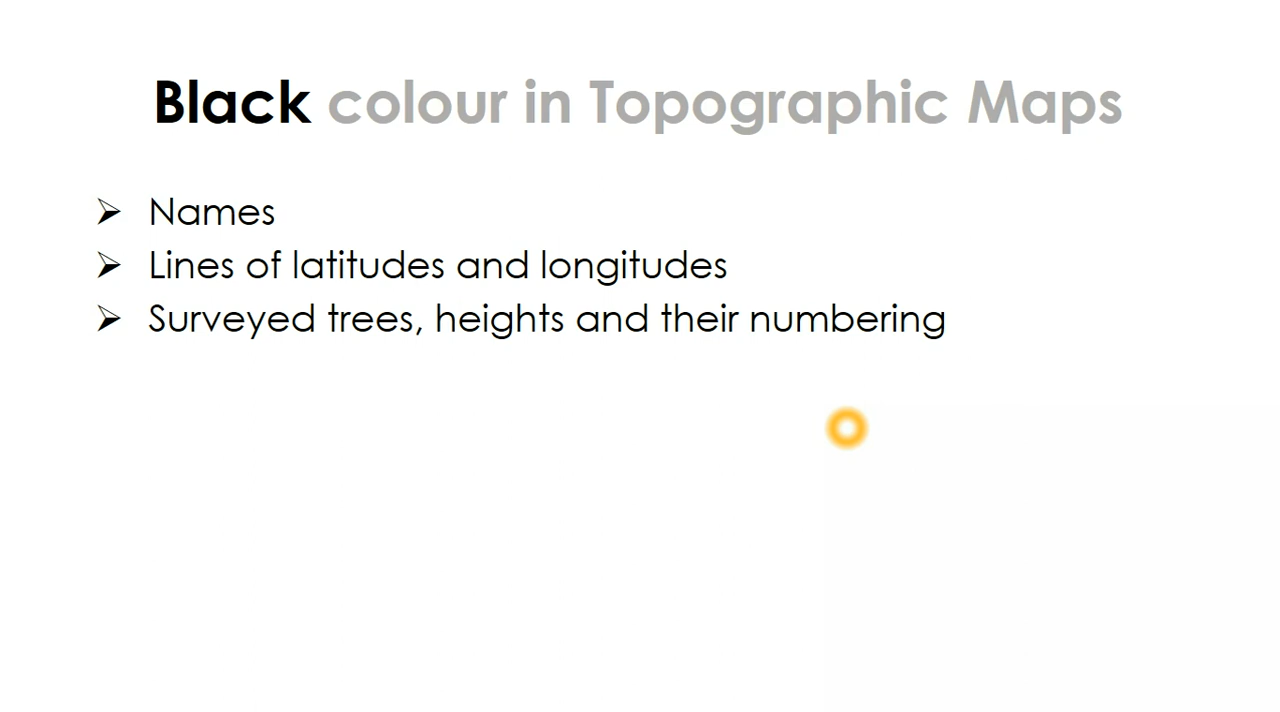 Black colour in Topographic Maps
Names
Lines of latitudes and longitudes
Surveyed trees, heights and their numbering